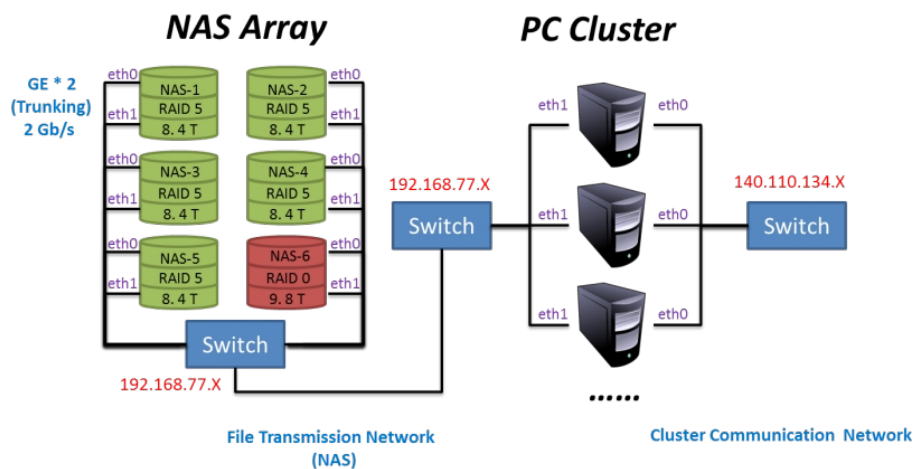 NAS Array
PC Cluster
GE * 2
(Trunking)
2 Gb/s
eth0
NAS-1
RAID 5
8. 4 T
eth1
NAS-2
RAID 5
8. 4 T
eth0
eth1
eth0
NAS-3
RAID 5
8. 4 T
eth1
NAS-4
RAID 5
8. 4 T
eth0
eth1
eth0
NAS-5
RAID 5
8. 4 T
eth1
NAS-6
RAID 0
9. 8 T
eth0
eth1
Switch
192.168.77.X
192.168.77.X
Switch
eth1
eth0
eth1
eth0
eth1
eth0
......
140.110.134.X
Switch
File Transmission Network
(NAS)
Cluster Communication Network